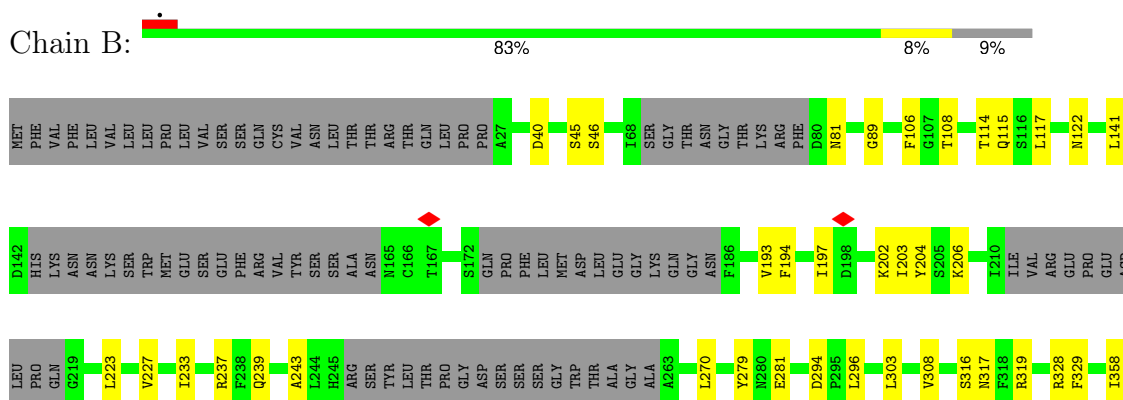 Chain B:
83% 8% 9%
MET PHE VAL PHE LEU VAL LEU LEU PRO LEU VAL SER SER GLN CYS VAL ASN LEU THR THR ARG THR GLN LEU PRO PRO A27 D40 S45 S46 I68 SER GLY THR ASN GLY THR LYS ARG PHE D80 N81 G89 F106 G107 T108 T114 Q115 S116 L117 N122 L141
D142 HIS LYS ASN ASN LYS SER TRP MET GLU SER GLU PHE ARG VAL TYR SER SER ALA ASN N165 C166 T167 S172 GLN PRO PHE LEU MET ASP LEU GLU GLY LYS GLN GLY ASN F186 V193 F194 I197 D198 K202 I203 Y204 S205 K206 I210 ILE VAL ARG GLU PRO GLU
LEU PRO GLN G219 L223 V227 I233 R237 F238 Q239 A243 L244 H245 ARG SER TYR LEU THR PRO GLY ASP SER SER SER GLY TRP THR ALA GLY ALA A263 L270 Y279 N280 E281 D294 P295 L296 L303 V308 S316 N317 F318 R319 R328 F329 I358